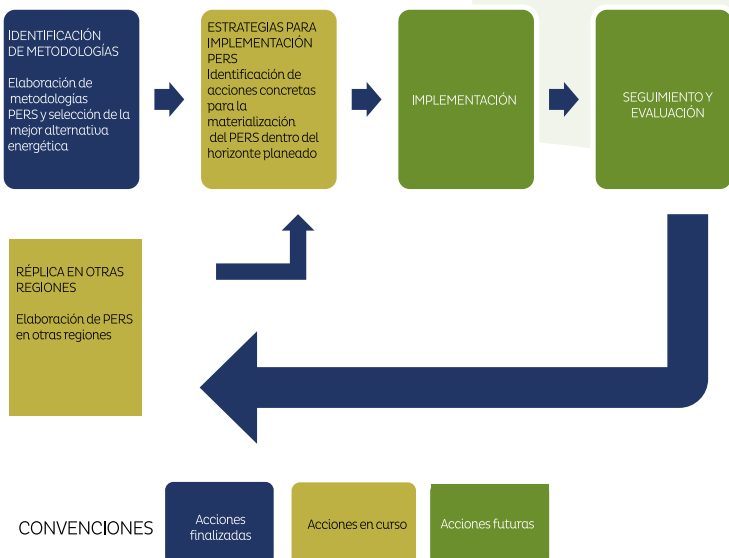 IDENTIFICACIÓN
DE METODOLOGÍAS
Elaboración de
metodologías
PERS y selección de la
mejor alternativa
energética
ESTRATEGIAS PARA
IMPLEMENTACIÓN
PERS
Identificación de
acciones concretas
para la
materialización
del PERS dentro del
horizonte planeado
IMPLEMENTACIÓN
SEGUIMIENTO Y
EVALUACIÓN
RÉPLICA EN OTRAS
REGIONES
Elaboración de PERS
en otras regiones
CONVENCIONES
Acciones
finalizadas
Acciones en curso
Acciones futuras